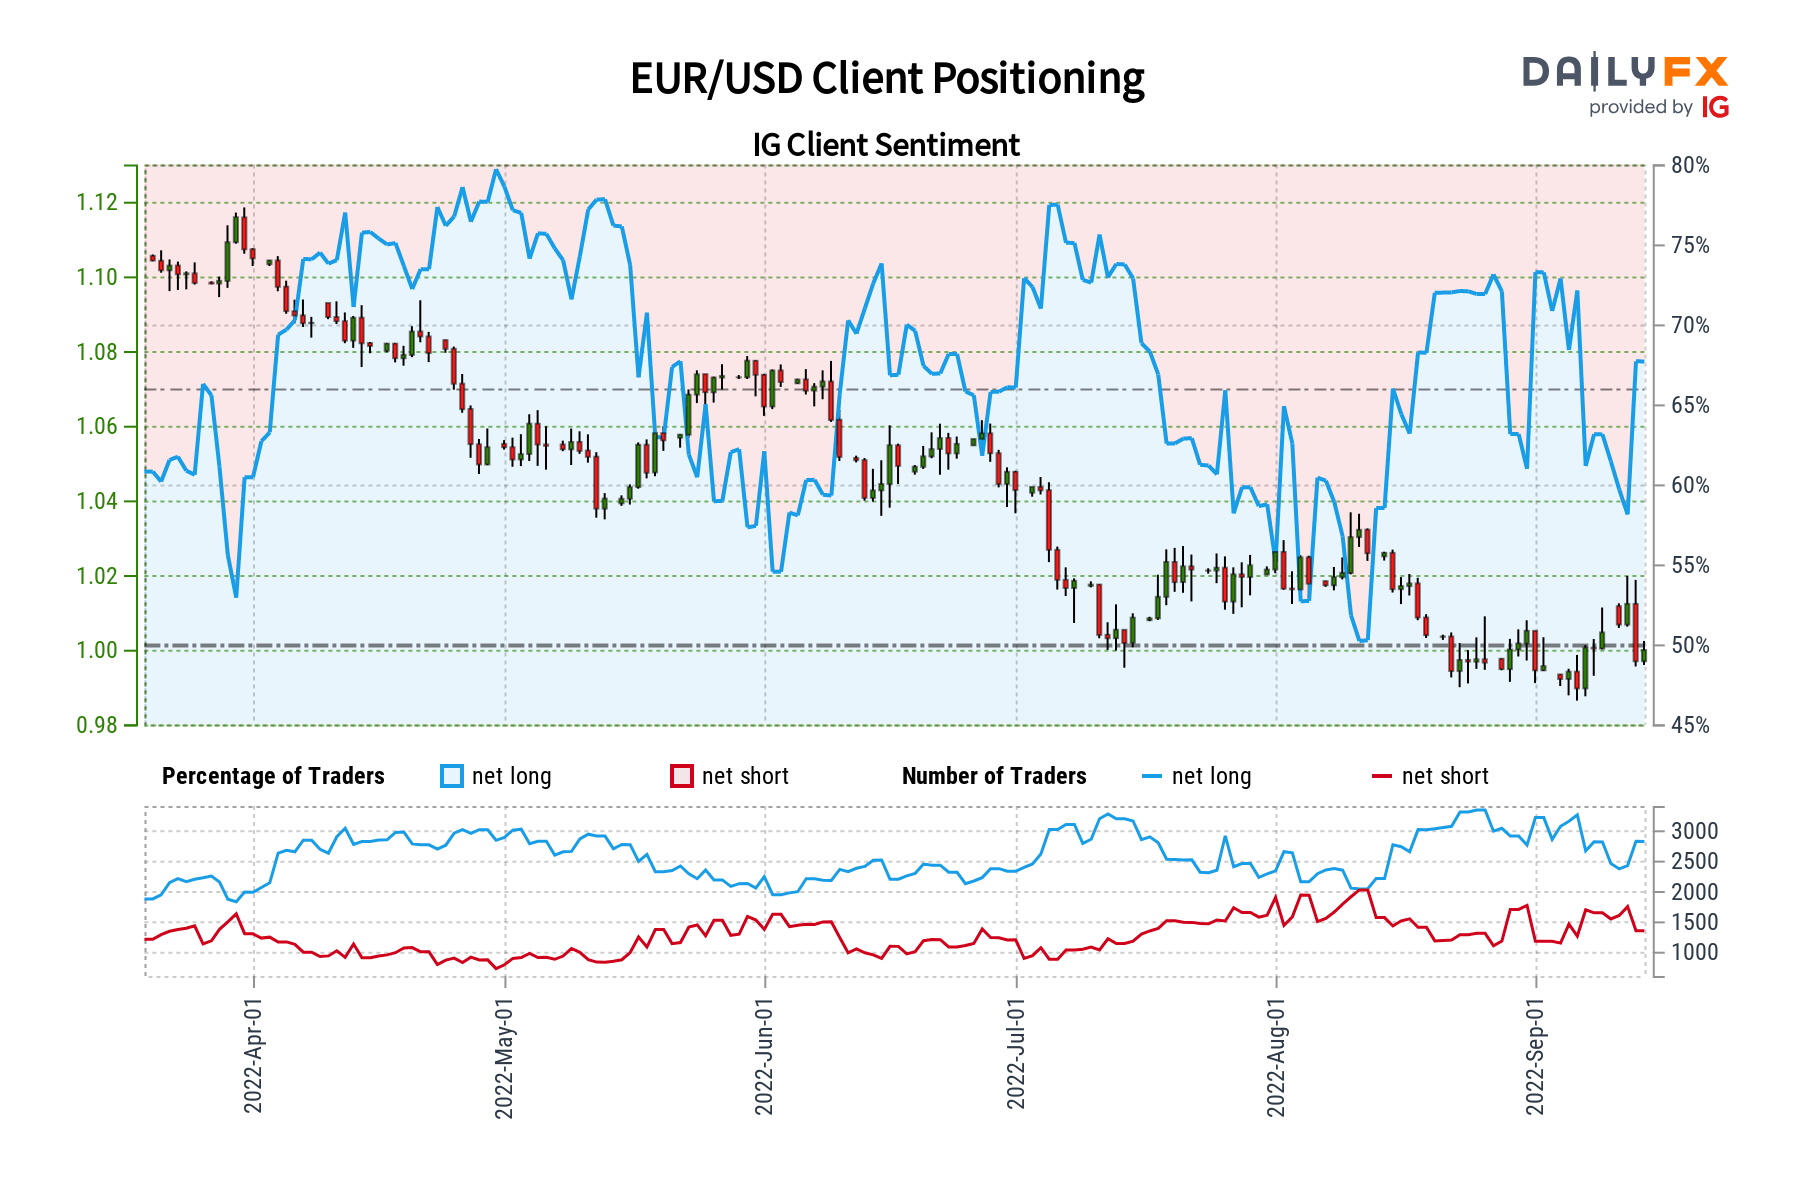 EUR/USD Client Positioning
DAILYFX
provided by IG
IG Client Sentiment
1.12
1.10
1.08
1.06
1.04
1.02
1.00
0.98
80%
75%
70%
65%
60%
55%
50%
45%
Percentage of Traders net long net short Number of Traders net long net short
3000
2500
2000
1500
1000
2022-Apr-01
2022-May-01
2022-Jun-01
2022-Jul-01
2022-Aug-01
2022-Sep-01